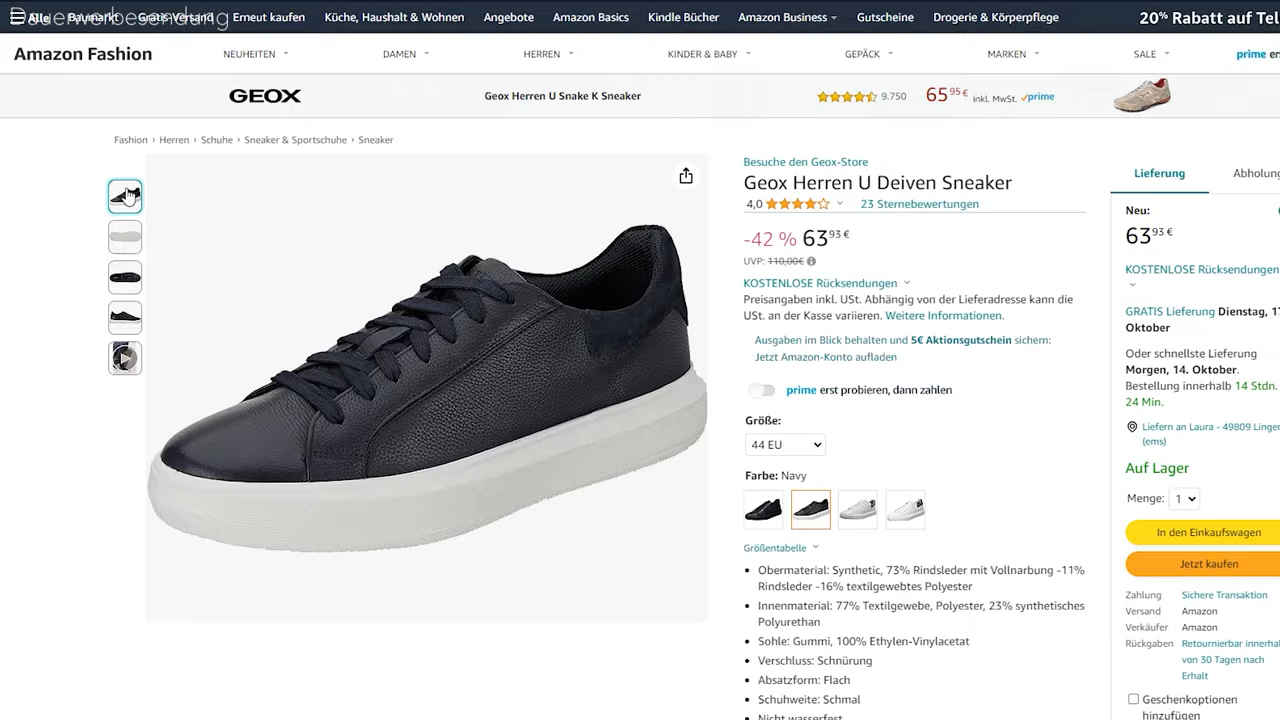 Dauerwerbesendung
Alle Baumarkt Gratis Versand Erneut kaufen Küche, Haushalt & Wohnen Angebote Amazon Basics Kindle Bücher Amazon Business Gutscheine Drogerie & Körperpflege 20% Rabatt auf Tel
Amazon Fashion NEUHEITEN DAMEN HERREN KINDER & BABY GEPÄCK MARKEN SALE prime er
GEOX Geox Herren U Snake K Sneaker 9.750 65 95 € inkl. MwSt. prime
Fashion › Herren › Schuhe › Sneaker & Sportschuhe › Sneaker
Besuche den Geox-Store
Geox Herren U Deiven Sneaker
4,0 23 Sternebewertungen
-42 % 63 93 €
UVP: 110,00€
KOSTENLOSE Rücksendungen
Preisangaben inkl. USt. Abhängig von der Lieferadresse kann die
USt. an der Kasse variieren. Weitere Informationen.
Ausgaben im Blick behalten und 5€ Aktionsgutschein sichern:
Jetzt Amazon-Konto aufladen
prime erst probieren, dann zahlen
Größe:
44 EU
Farbe: Navy
Größentabelle
• Obermaterial: Synthetic, 73% Rindsleder mit Vollnarbung -11%
Rindsleder -16% textilgewebtes Polyester
• Innenmaterial: 77% Textilgewebe, Polyester, 23% synthetisches
Polyurethan
• Sohle: Gummi, 100% Ethylen-Vinylacetat
• Verschluss: Schnürung
• Absatzform: Flach
• Schuhweite: Schmal
• Nicht wasserfest
Lieferung Abholung
Neu:
63 93 €
KOSTENLOSE Rücksendungen
GRATIS Lieferung Dienstag, 17
Oktober
Oder schnellste Lieferung
Morgen, 14. Oktober.
Bestellung innerhalb 14 Stdn.
24 Min.
Liefern an Laura - 49809 Lingen
(ems)
Auf Lager
Menge: 1
In den Einkaufswagen
Jetzt kaufen
Zahlung Sichere Transaktion
Versand Amazon
Verkäufer Amazon
Rückgaben Retournierbar innerha
von 30 Tagen nach
Erhalt
Geschenkoptionen
hinzufügen